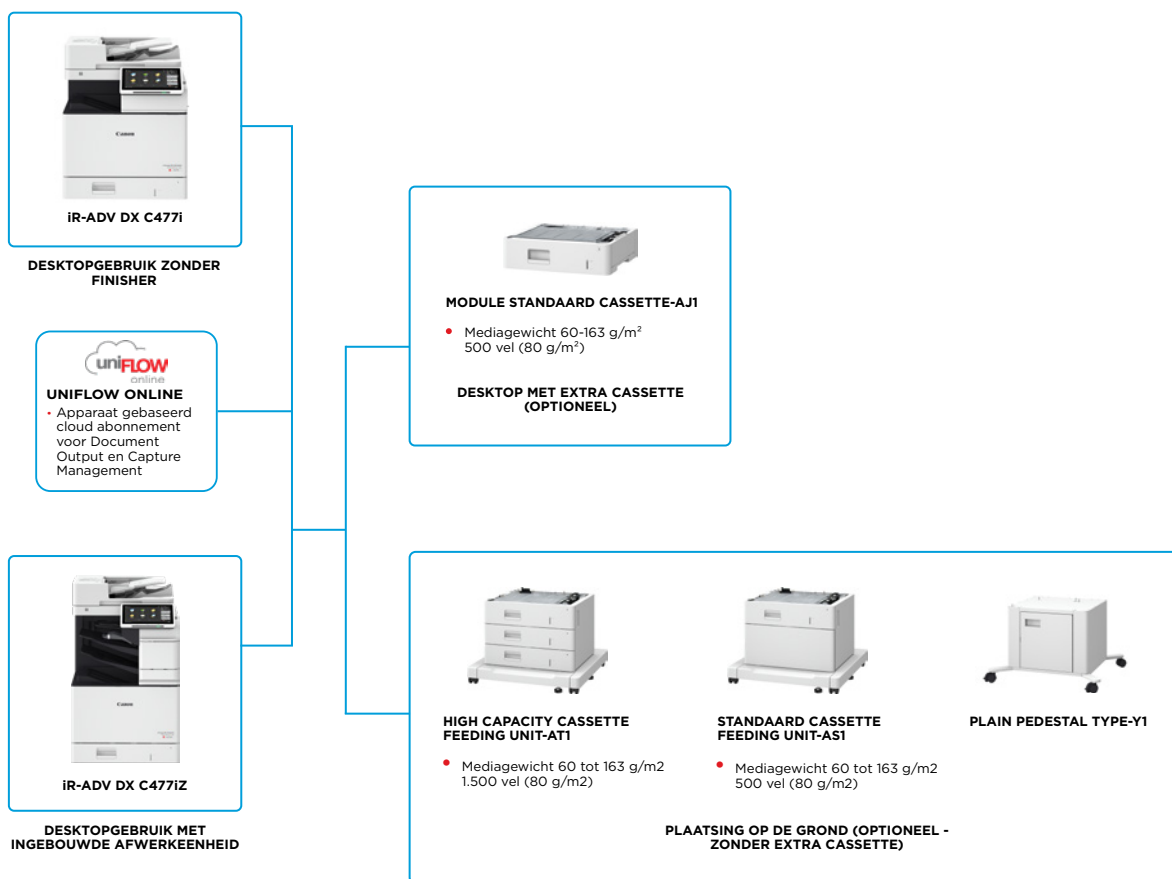 Canon
iR-ADV DX C477i
DESKTOPGEBRUIK ZONDER
FINISHER
uniFLOW
online
UNIFLOW ONLINE
• Apparaat gebaseerd
cloud abonnement
voor Document
Output en Capture
Management
Canon
iR-ADV DX C477iZ
DESKTOPGEBRUIK MET
INGEBOUWDE AFWERKEENHEID
MODULE STANDAARD CASSETTE-AJ1
• Mediagewicht 60-163 g/m²
500 vel (80 g/m²)
DESKTOP MET EXTRA CASSETTE
(OPTIONEEL)
HIGH CAPACITY CASSETTE
FEEDING UNIT-AT1
• Mediagewicht 60 tot 163 g/m2
1.500 vel (80 g/m2)
STANDAARD CASSETTE
FEEDING UNIT-AS1
• Mediagewicht 60 tot 163 g/m2
500 vel (80 g/m2)
PLAIN PEDESTAL TYPE-Y1
PLAATSING OP DE GROND (OPTIONEEL -
ZONDER EXTRA CASSETTE)